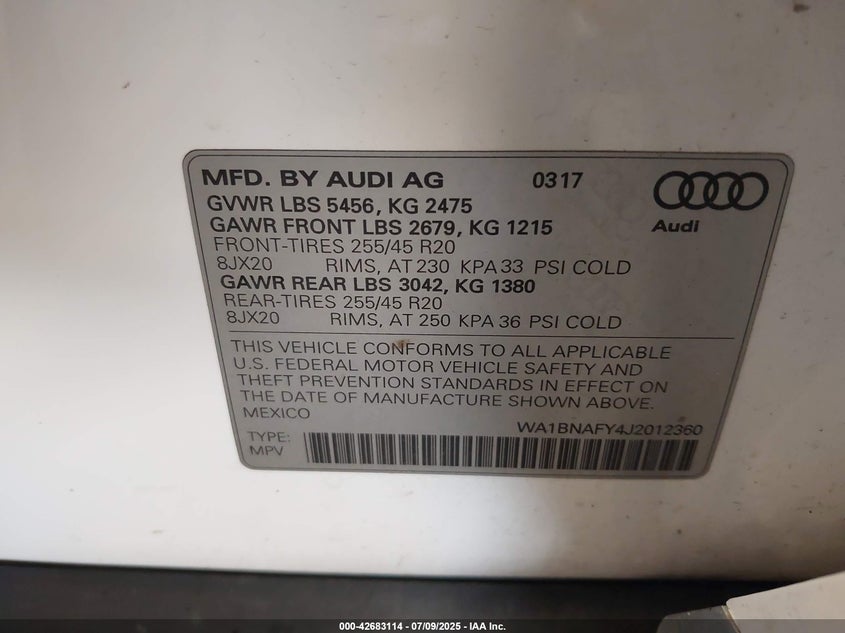 MFD. BY AUDI AG 0317
GVWR LBS 5456, KG 2475
GAWR FRONT LBS 2679, KG 1215
Audi
FRONT-TIRES 255/45 R20
8JX20 RIMS, AT 230 KPA 33 PSI COLD
GAWR REAR LBS 3042, KG 1380
REAR-TIRES 255/45 R20
8JX20 RIMS, AT 250 KPA 36 PSI COLD
THIS VEHICLE CONFORMS TO ALL APPLICABLE
U.S. FEDERAL MOTOR VEHICLE SAFETY AND
THEFT PREVENTION STANDARDS IN EFFECT ON
THE DATE OF MANUFACTURE SHOWN ABOVE.
MEXICO
WA1BNAFY4J2012360
TYPE:
MPV
000-42683114 - 07/09/2025 - IAA Inc.